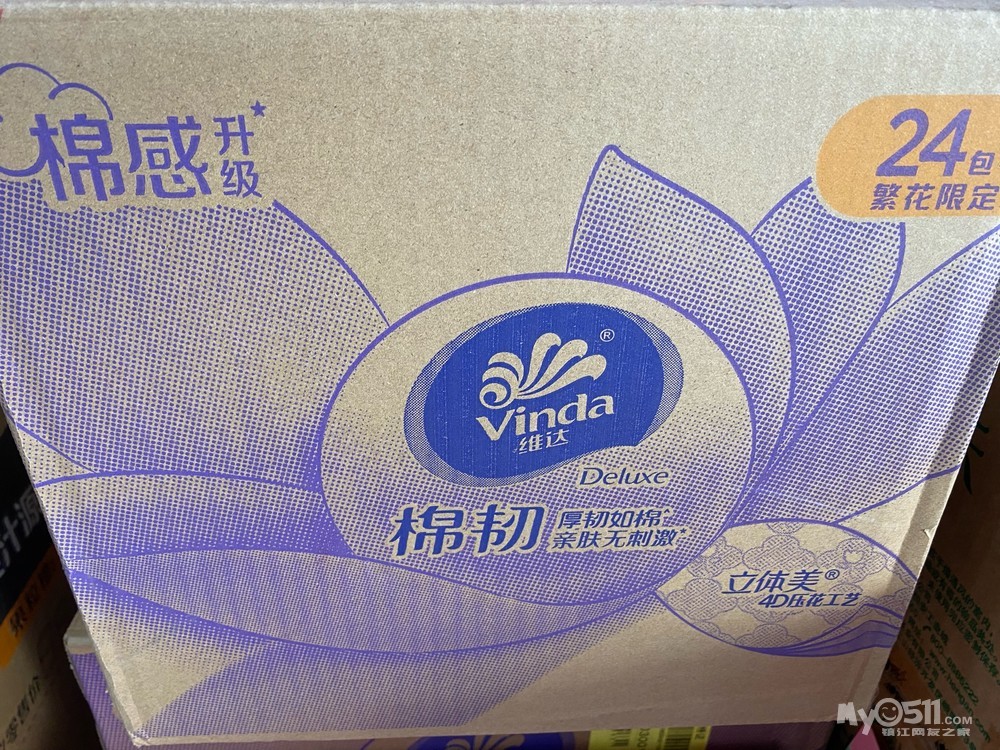 棉感升级
24包
繁花限定
Vinda®
维达
Deluxe
棉韧
厚韧如棉
亲肤无刺激*
立体美®
4D压花工艺
My0511.COM
镇江网友之家